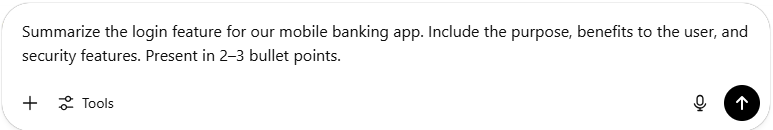 Summarize the login feature for our mobile banking app. Include the purpose, benefits to the user, and
security features. Present in 2–3 bullet points.
Tools